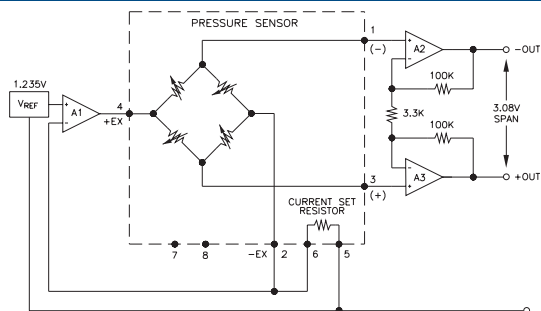 PRESSURE SENSOR
1
(-)
+
A2
-
-OUT
100K
1.235V
VREF
+
-
A1
4
+EX
3.3K
3.08V
SPAN
100K
-
+
A3
+OUT
3
(+)
CURRENT SET
RESISTOR
7
8
-EX
2
6
5